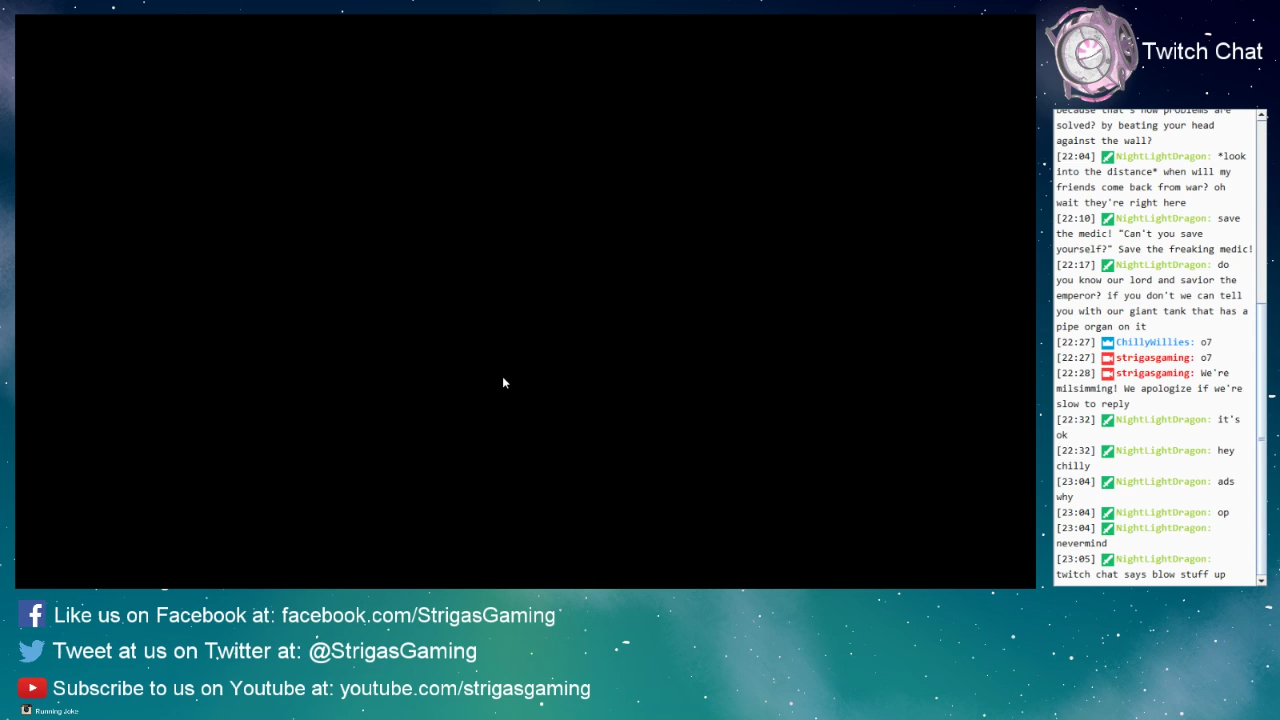 Twitch Chat
because that's how problems are
solved? by beating your head
against the wall?
[22:04] NightLightDragon: *look
into the distance* when will my
friends come back from war? oh
wait they're right here
[22:10] NightLightDragon: save
the medic! "Can't you save
yourself?" Save the freaking medic!
[22:17] NightLightDragon: do
you know our lord and savior the
emperor? if you don't we can tell
you with our giant tank that has a
pipe organ on it
[22:27] ChillyWillies: o7
[22:27] strigasgaming: o7
[22:28] strigasgaming: We're
milsimming! We apologize if we're
slow to reply
[22:32] NightLightDragon: it's
ok
[22:32] NightLightDragon: hey
chilly
[23:04] NightLightDragon: ads
why
[23:04] NightLightDragon: op
[23:04] NightLightDragon:
nevermind
[23:05] NightLightDragon:
twitch chat says blow stuff up
Like us on Facebook at: facebook.com/StrigasGaming
Tweet at us on Twitter at: @StrigasGaming
Subscribe to us on Youtube at: youtube.com/strigasgaming
Running Joke